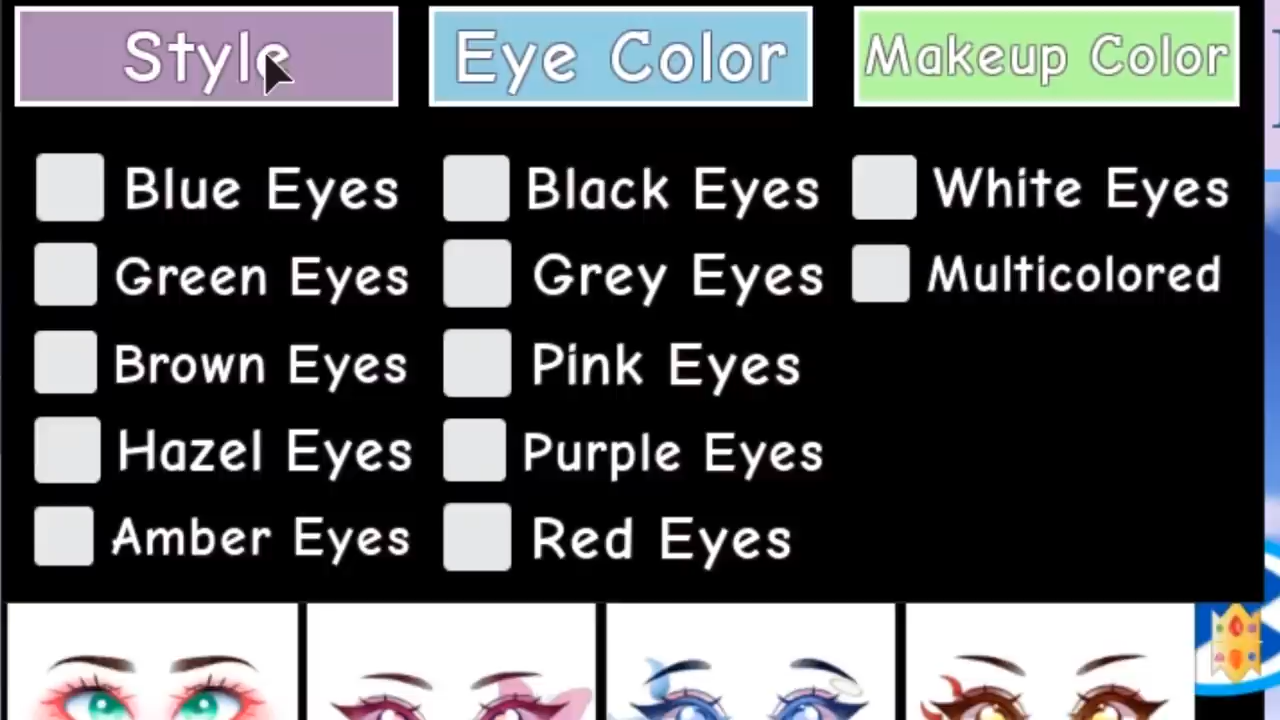 Style Eye Color Makeup Color
Blue Eyes Black Eyes White Eyes
Green Eyes Grey Eyes Multicolored
Brown Eyes Pink Eyes
Hazel Eyes Purple Eyes
Amber Eyes Red Eyes